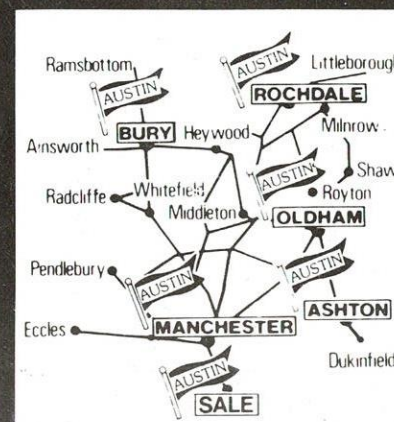 Ramsbottom
AUSTIN
AUSTIN
Littleborough
ROCHDALE
BURY
Heywood
Milnrow
Ainsworth
AUSTIN
Shaw
Radcliffe
Whitefield
Royton
Middleton
OLDHAM
Pendlebury
AUSTIN
AUSTIN
ASHTON
Eccles
MANCHESTER
Dukinfield
AUSTIN
SALE